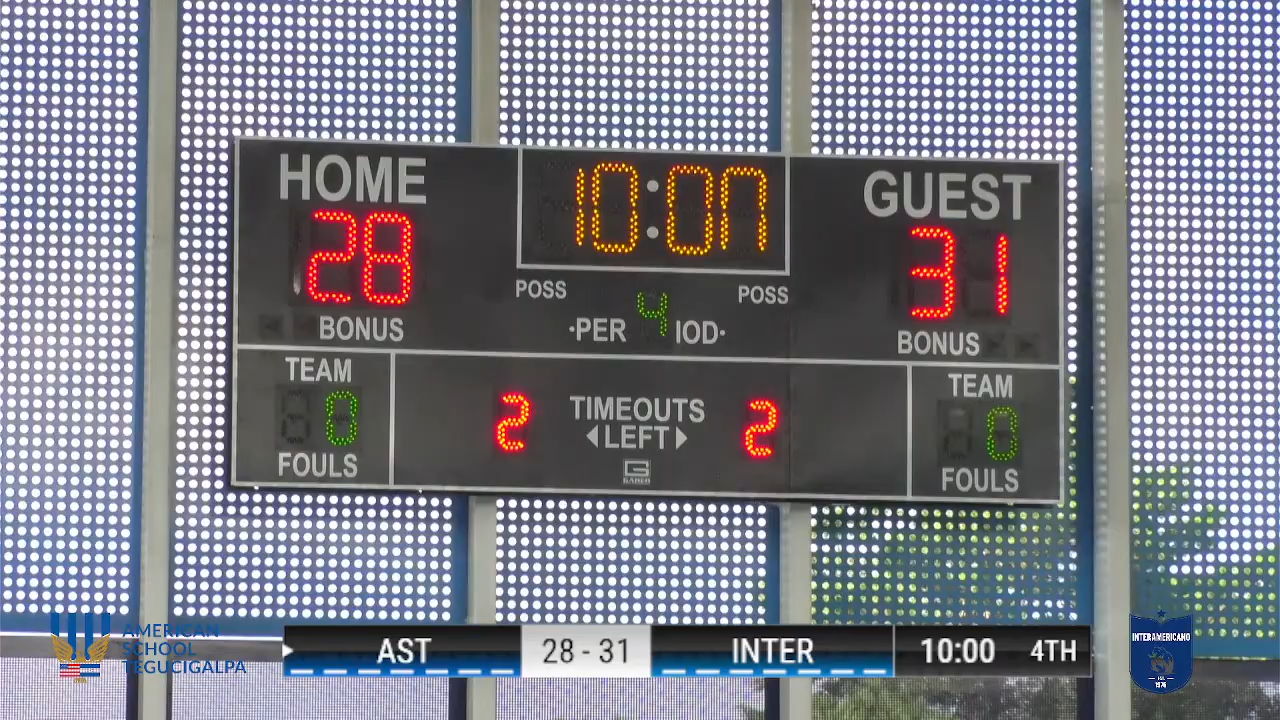 HOME
10:00
GUEST
28
31
POSS
POSS
·PER 4 IOD·
BONUS
BONUS
TEAM
0
FOULS
2
TIMEOUTS
LEFT
2
TEAM
0
FOULS
AMERICAN
SCHOOL
TEGUCIGALPA
AST 28 - 31 INTER 10:00 4TH
INTERAMERICANO